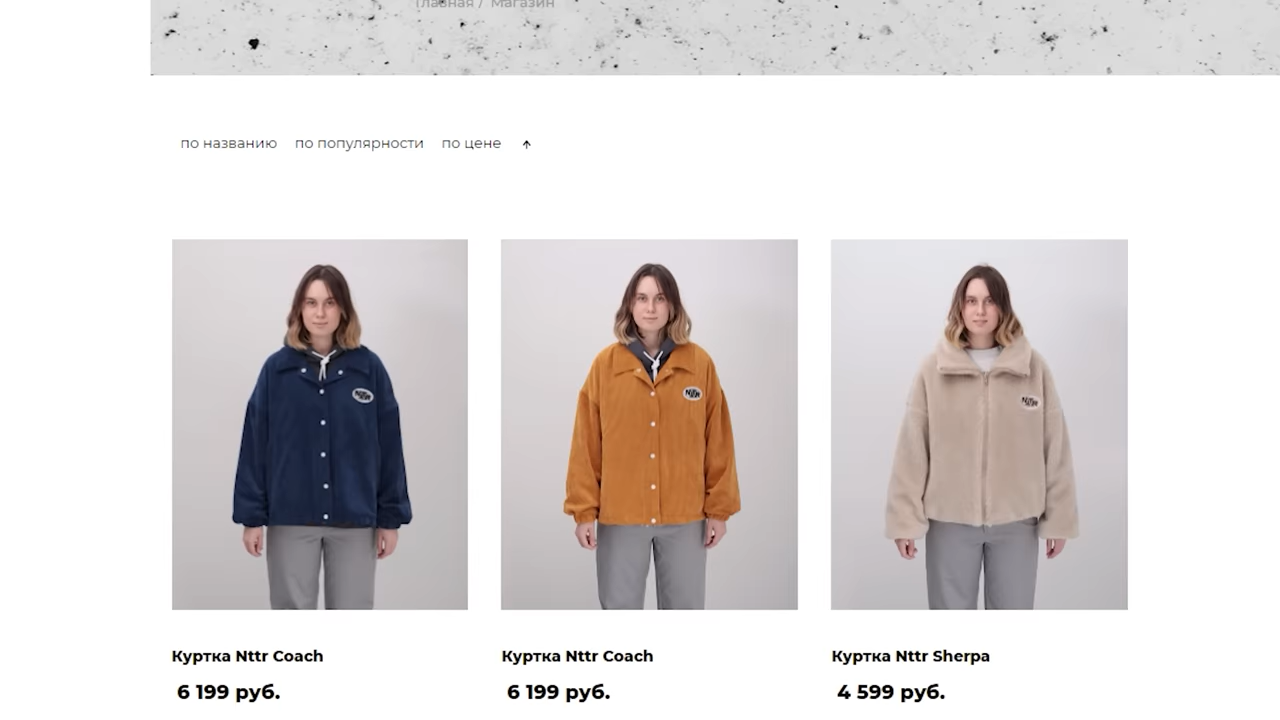 Главная / Магазин
по названию по популярности по цене ↑
Куртка Nttr Coach
6 199 руб.
Куртка Nttr Coach
6 199 руб.
Куртка Nttr Sherpa
4 599 руб.